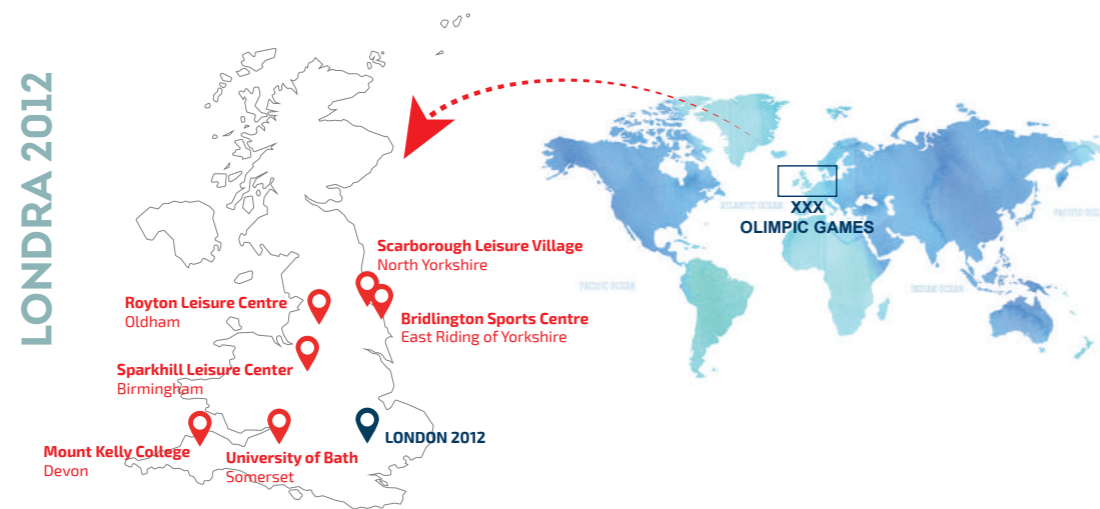 LONDRA 2012
Scarborough Leisure Village
North Yorkshire
Royton Leisure Centre
Oldham
Bridlington Sports Centre
East Riding of Yorkshire
Sparkhill Leisure Center
Birmingham
Mount Kelly College
Devon
University of Bath
Somerset
LONDON 2012
ATLANTIC OCEAN
XXX
OLIMPIC GAMES
PACIFIC OCEAN
INDIAN OCEAN